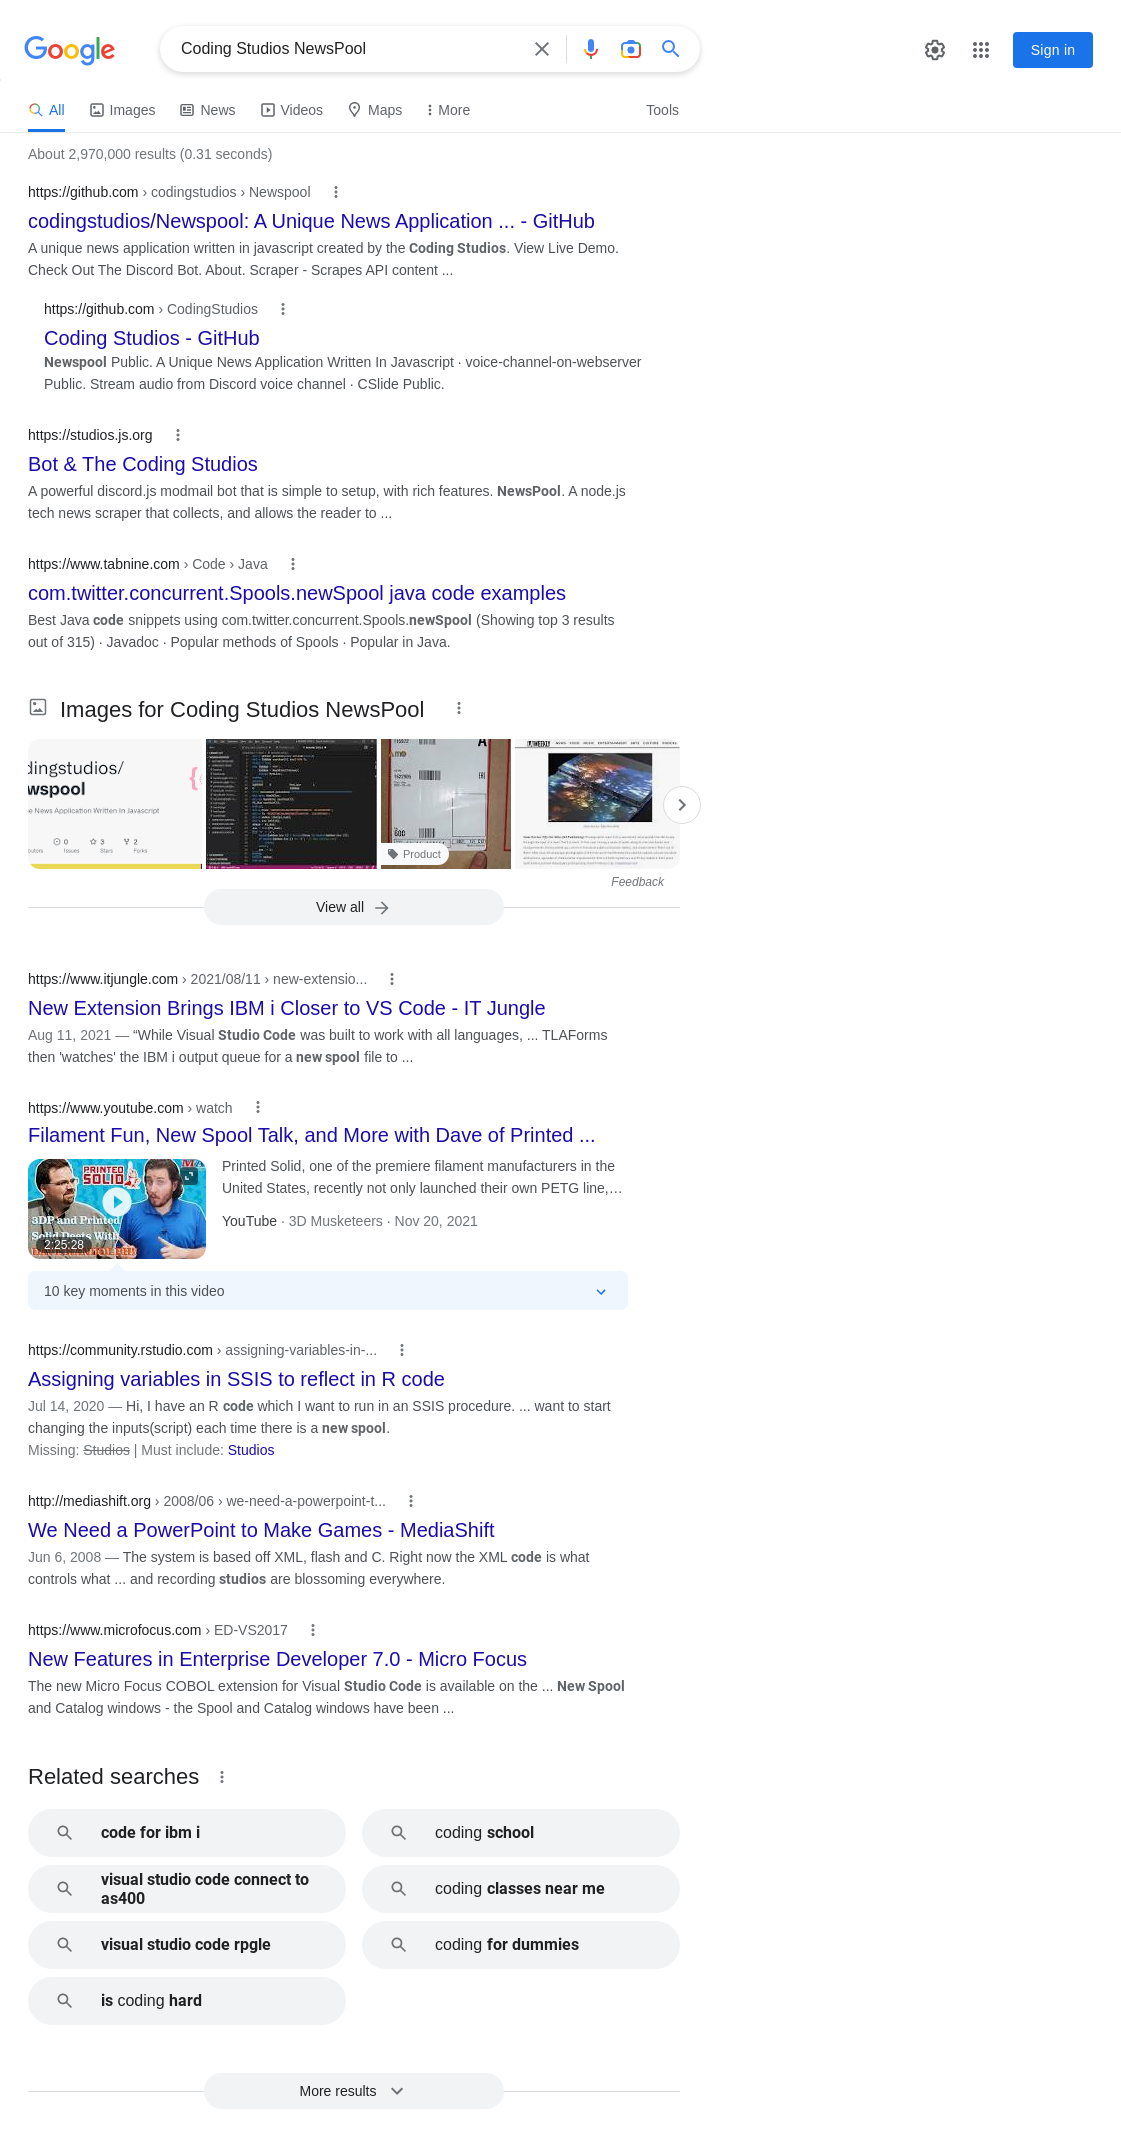 Google
Coding Studios NewsPool
Sign in
All
Images
News
Videos
Maps
More
Tools
About 2,970,000 results (0.31 seconds)
https://github.com › codingstudios › Newspool
codingstudios/Newspool: A Unique News Application ... - GitHub
A unique news application written in javascript created by the Coding Studios. View Live Demo.
Check Out The Discord Bot. About. Scraper - Scrapes API content ...
https://github.com › CodingStudios
Coding Studios - GitHub
Newspool Public. A Unique News Application Written In Javascript · voice-channel-on-webserver
Public. Stream audio from Discord voice channel · CSlide Public.
https://studios.js.org
Bot & The Coding Studios
A powerful discord.js modmail bot that is simple to setup, with rich features. NewsPool. A node.js
tech news scraper that collects, and allows the reader to ...
https://www.tabnine.com › Code › Java
com.twitter.concurrent.Spools.newSpool java code examples
Best Java code snippets using com.twitter.concurrent.Spools.newSpool (Showing top 3 results
out of 315) · Javadoc · Popular methods of Spools · Popular in Java.
Images for Coding Studios NewsPool
dingstudios/
wspool
e News Application Written In Javascript
0
3
2
Issues
Stars
Forks
Product
Feedback
View all
https://www.itjungle.com › 2021/08/11 › new-extensio...
New Extension Brings IBM i Closer to VS Code - IT Jungle
Aug 11, 2021 — “While Visual Studio Code was built to work with all languages, ... TLAForms
then 'watches' the IBM i output queue for a new spool file to ...
https://www.youtube.com › watch
Filament Fun, New Spool Talk, and More with Dave of Printed ...
PRINTED
SOLID
3DP and Printed
Solid Deets With
2:25:28
Printed Solid, one of the premiere filament manufacturers in the
United States, recently not only launched their own PETG line,...
YouTube · 3D Musketeers · Nov 20, 2021
10 key moments in this video
https://community.rstudio.com › assigning-variables-in-...
Assigning variables in SSIS to reflect in R code
Jul 14, 2020 — Hi, I have an R code which I want to run in an SSIS procedure. ... want to start
changing the inputs(script) each time there is a new spool.
Missing: Studios | Must include: Studios
http://mediashift.org › 2008/06 › we-need-a-powerpoint-t...
We Need a PowerPoint to Make Games - MediaShift
Jun 6, 2008 — The system is based off XML, flash and C. Right now the XML code is what
controls what ... and recording studios are blossoming everywhere.
https://www.microfocus.com › ED-VS2017
New Features in Enterprise Developer 7.0 - Micro Focus
The new Micro Focus COBOL extension for Visual Studio Code is available on the ... New Spool
and Catalog windows - the Spool and Catalog windows have been ...
Related searches
code for ibm i
coding school
visual studio code connect to
as400
coding classes near me
visual studio code rpgle
coding for dummies
is coding hard
More results